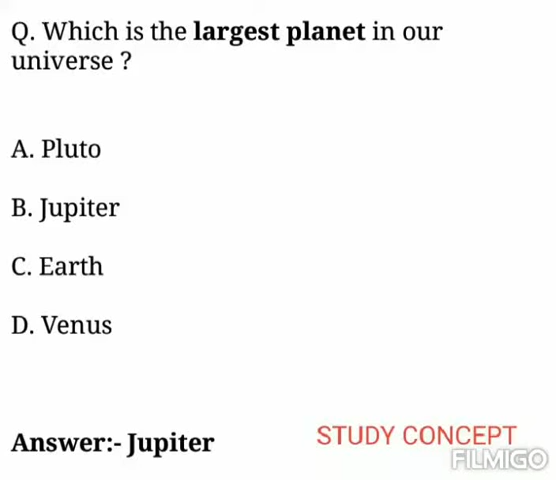 Q. Which is the largest planet in our
universe ?
A. Pluto
B. Jupiter
C. Earth
D. Venus
Answer:- Jupiter
STUDY CONCEPT
FILMIGO